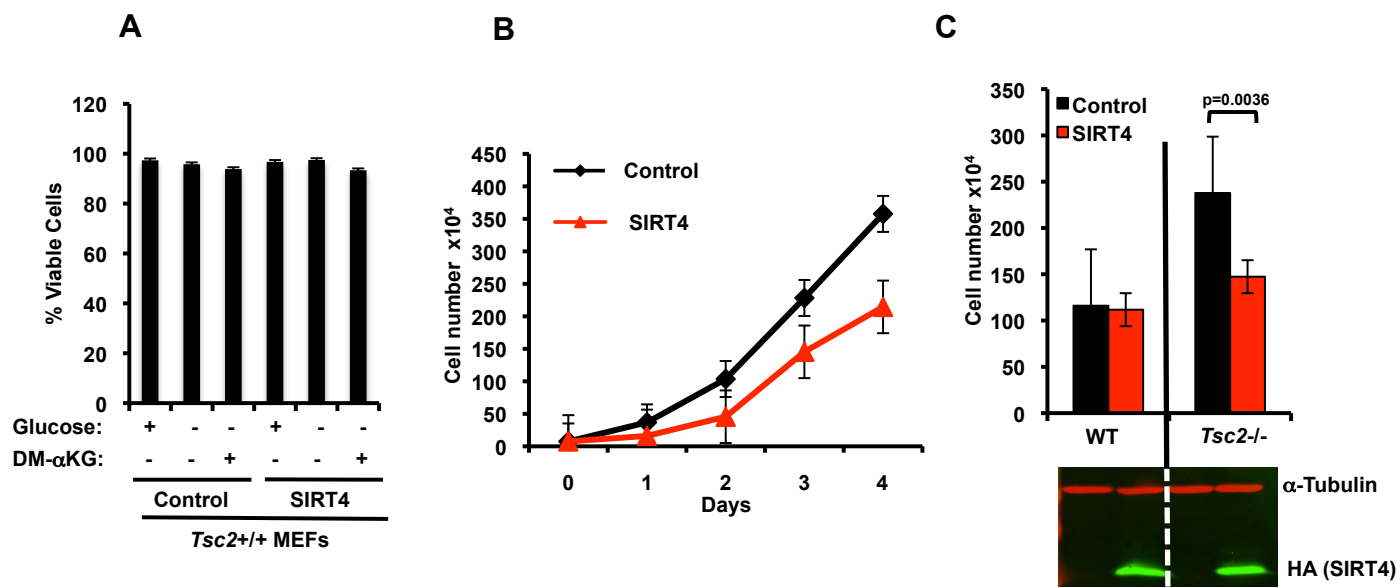 A
% Viable Cells
120
100
80
60
40
20
0
Glucose: + - - + - -
DM-αKG: - - + - - +
Control SIRT4
Tsc2+/+ MEFs
B
Cell number x10⁴
450
400
350
300
250
200
150
100
50
0
Control
SIRT4
0 1 2 3 4
Days
C
Cell number x10⁴
350
300
250
200
150
100
50
0
Control
SIRT4
p=0.0036
WT Tsc2-/-
α-Tubulin
HA (SIRT4)